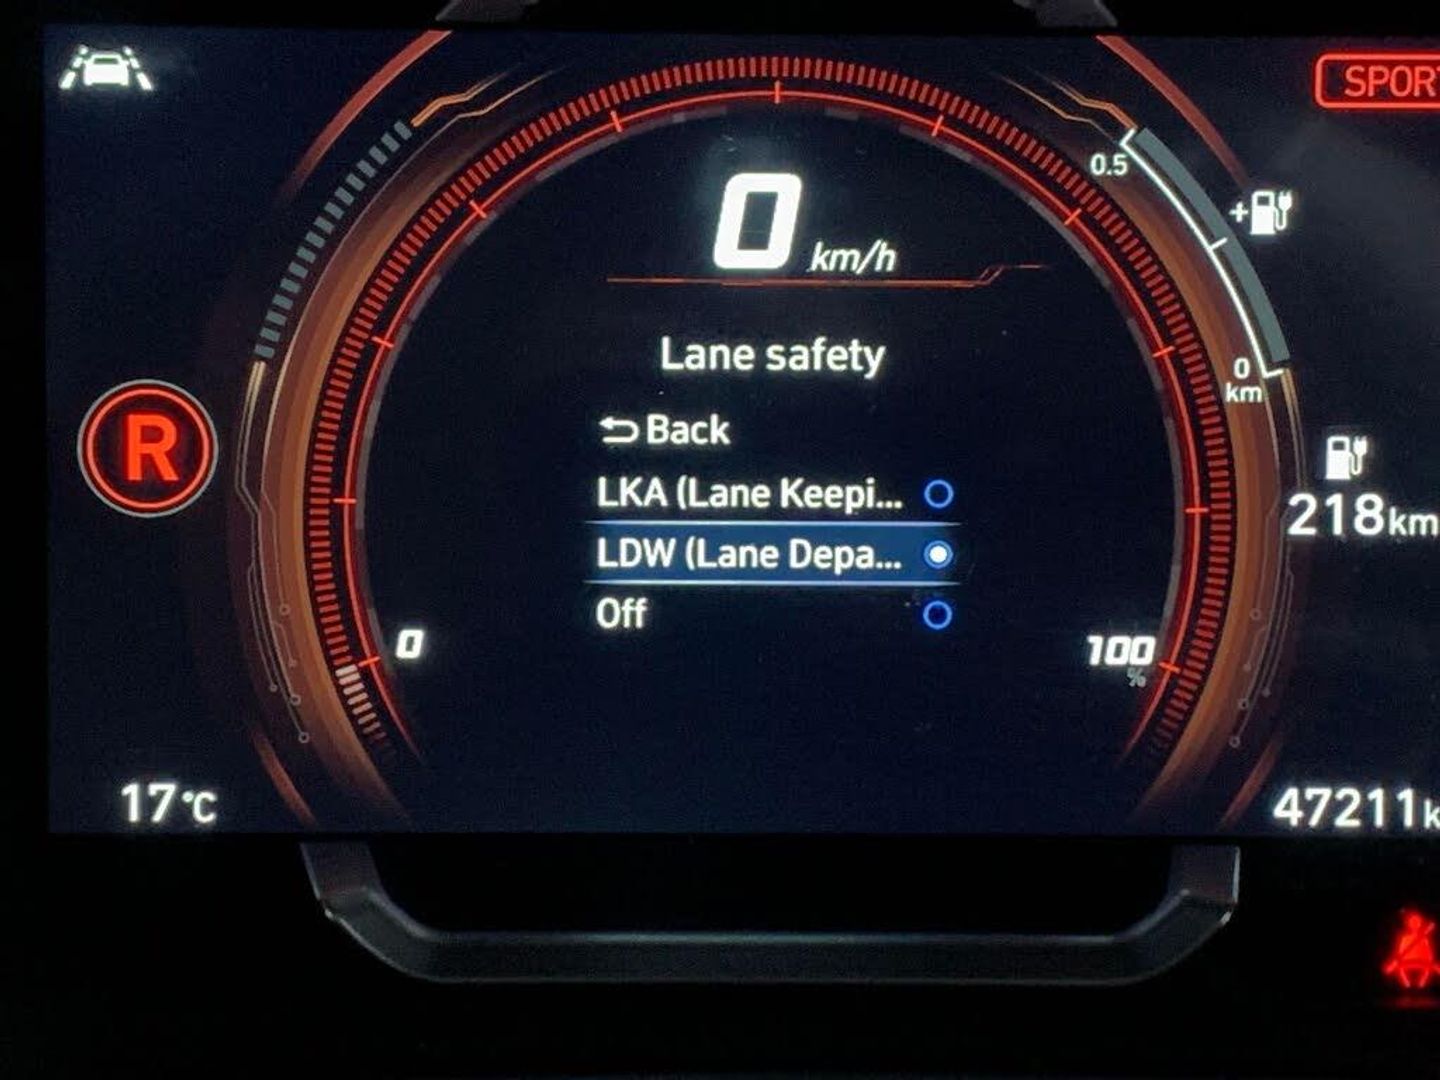 SPORT
0.5
0 km/h
Lane safety
0
km
Back
R
LKA (Lane Keepi...
218km
LDW (Lane Depa...
Off
0
100
%
17°C
47211k